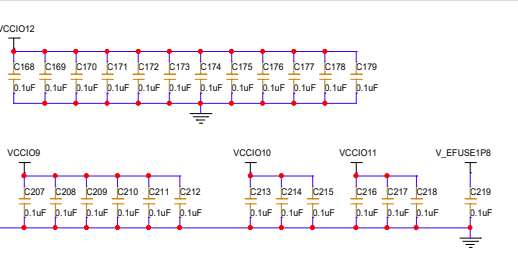 VCCIO12
C168 C169 C170 C171 C172 C173 C174 C175 C176 C177 C178 C179
0.1uF 0.1uF 0.1uF 0.1uF 0.1uF 0.1uF 0.1uF 0.1uF 0.1uF 0.1uF 0.1uF 0.1uF
VCCIO9 VCCIO10 VCCIO11 V_EFUSE1P8
C207 C208 C209 C210 C211 C212 C213 C214 C215 C216 C217 C218 C219
0.1uF 0.1uF 0.1uF 0.1uF 0.1uF 0.1uF 0.1uF 0.1uF 0.1uF 0.1uF 0.1uF 0.1uF 0.1uF